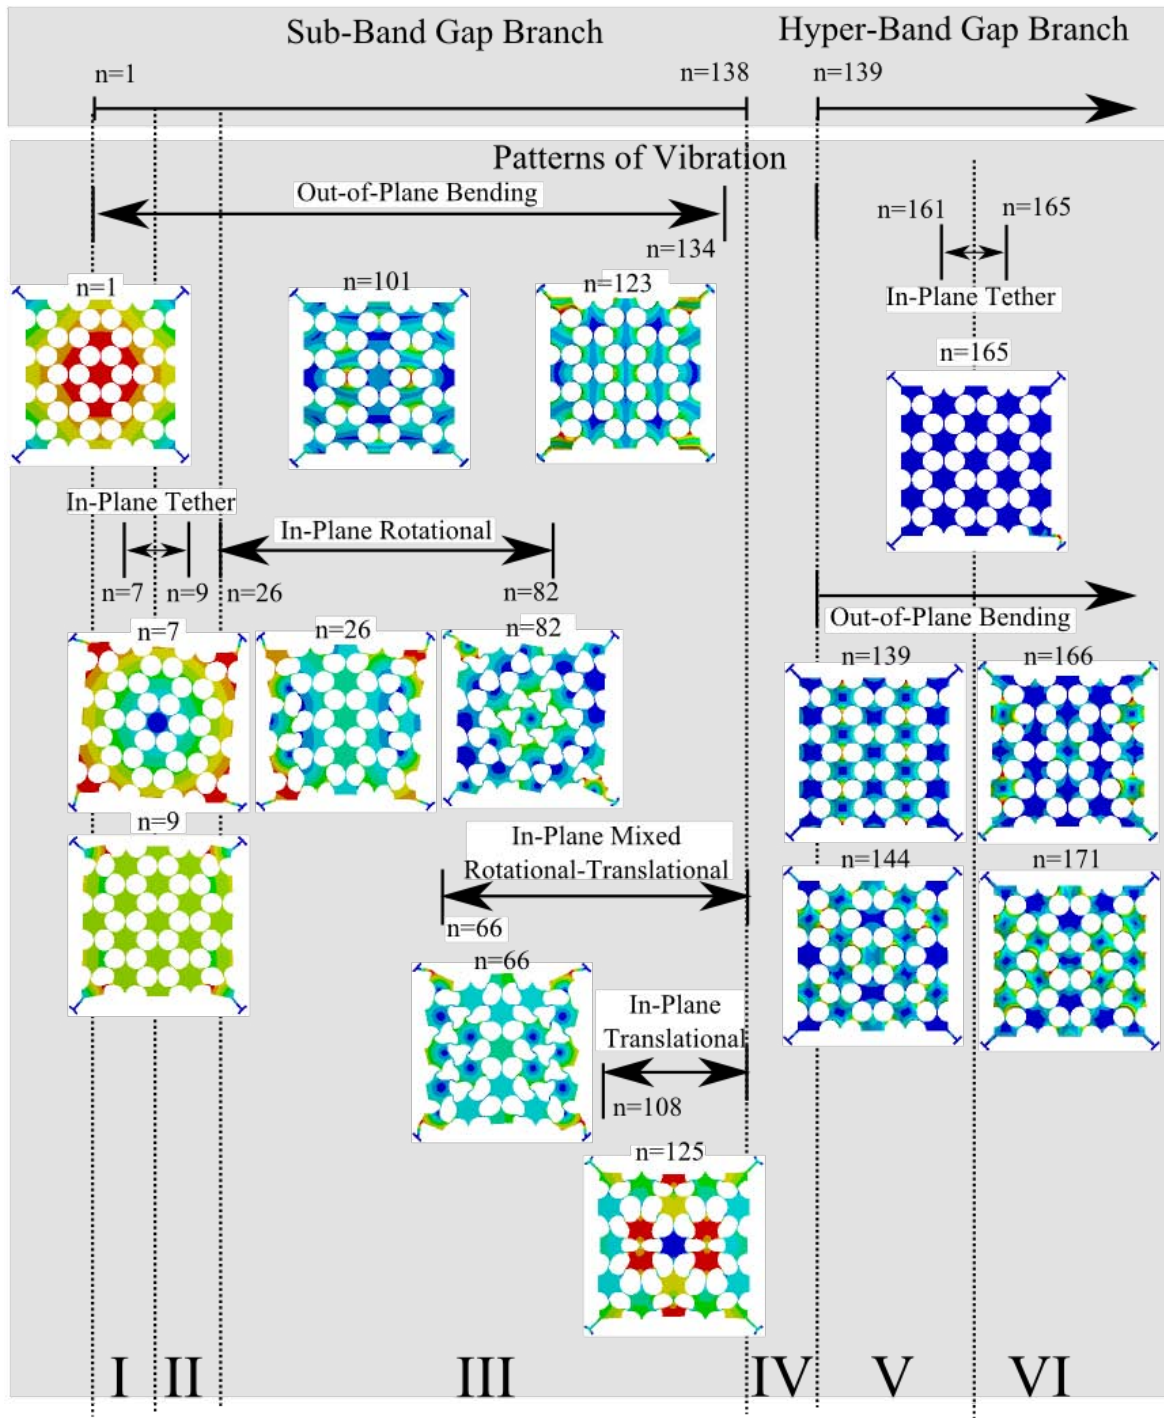 Sub-Band Gap Branch
Hyper-Band Gap Branch
n=1
n=138
n=139
Patterns of Vibration
Out-of-Plane Bending
n=134
n=161
n=165
In-Plane Tether
n=1
n=101
n=123
n=165
In-Plane Tether
In-Plane Rotational
n=7
n=9
n=26
n=82
Out-of-Plane Bending
n=7
n=26
n=82
n=139
n=166
n=9
In-Plane Mixed
Rotational-Translational
n=144
n=171
n=66
n=66
In-Plane
Translational
n=108
n=125
I
II
III
IV
V
VI